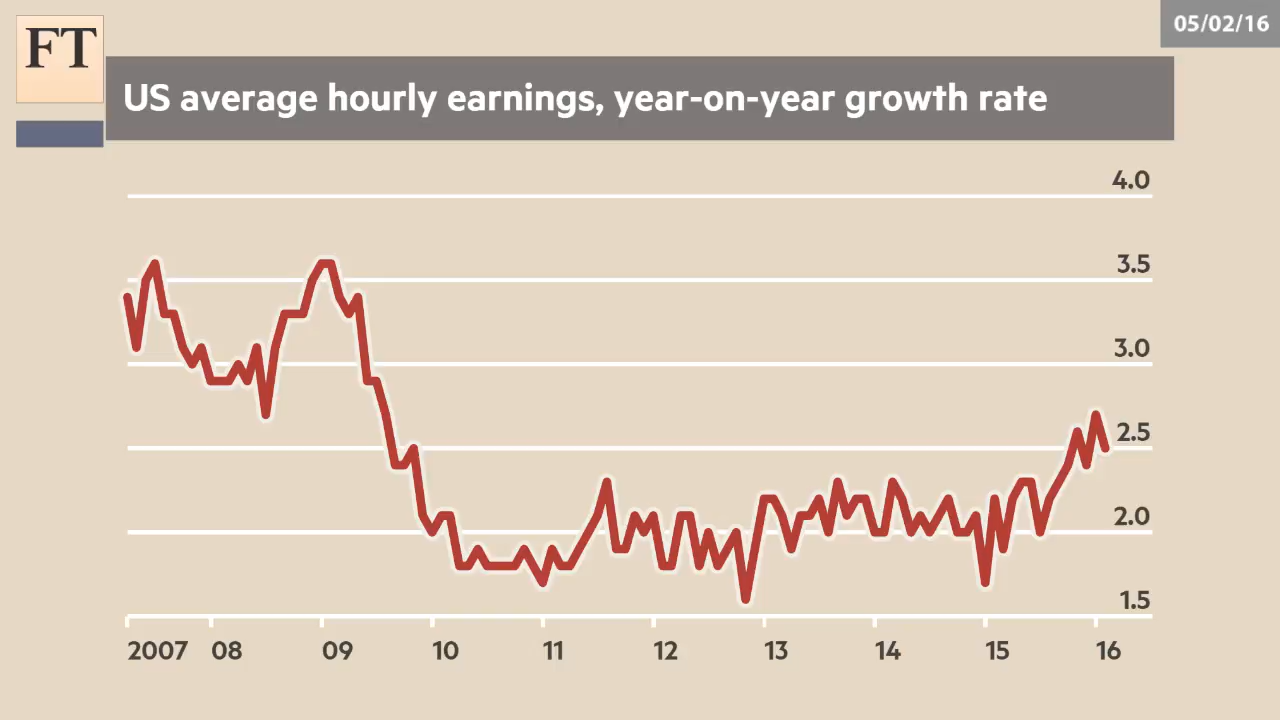 FT
05/02/16
US average hourly earnings, year-on-year growth rate
4.0
3.5
3.0
2.5
2.0
1.5
2007 08 09 10 11 12 13 14 15 16